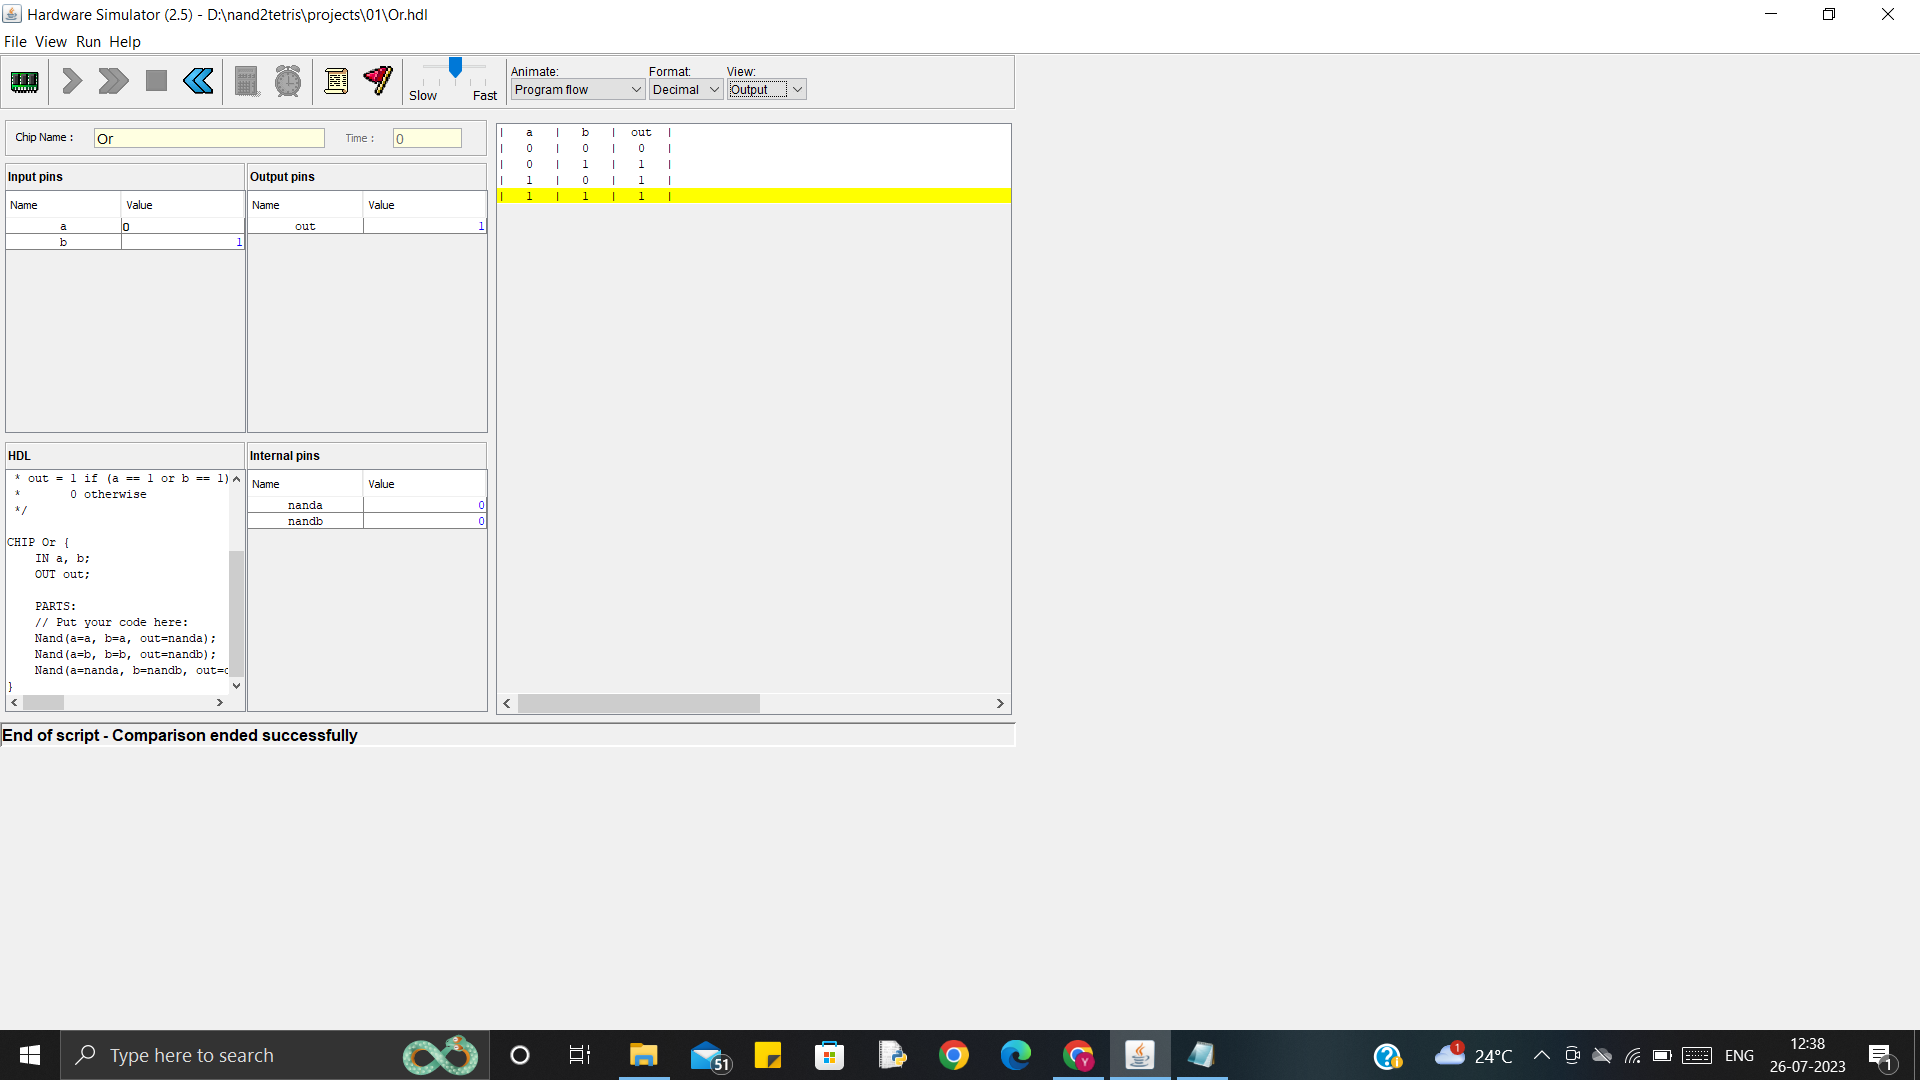 Hardware Simulator (2.5) - D:\nand2tetris\projects\01\Or.hdl
File View Run Help
Animate: Format: View:
Slow Fast Program flow Decimal Output
Chip Name : Or Time : 0
Input pins
Name Value
a 0
b 1
Output pins
Name Value
out 1
HDL
* out = 1 if (a == 1 or b == 1)
* 0 otherwise
*/
CHIP Or {
IN a, b;
OUT out;
PARTS:
// Put your code here:
Nand(a=a, b=a, out=nanda);
Nand(a=b, b=b, out=nandb);
Nand(a=nanda, b=nandb, out=
}
Internal pins
Name Value
nanda 0
nandb 0
| a | b | out |
| 0 | 0 | 0 |
| 0 | 1 | 1 |
| 1 | 0 | 1 |
| 1 | 1 | 1 |
End of script - Comparison ended successfully
Type here to search
51
Y
1
24°C
ENG
12:38
26-07-2023
1